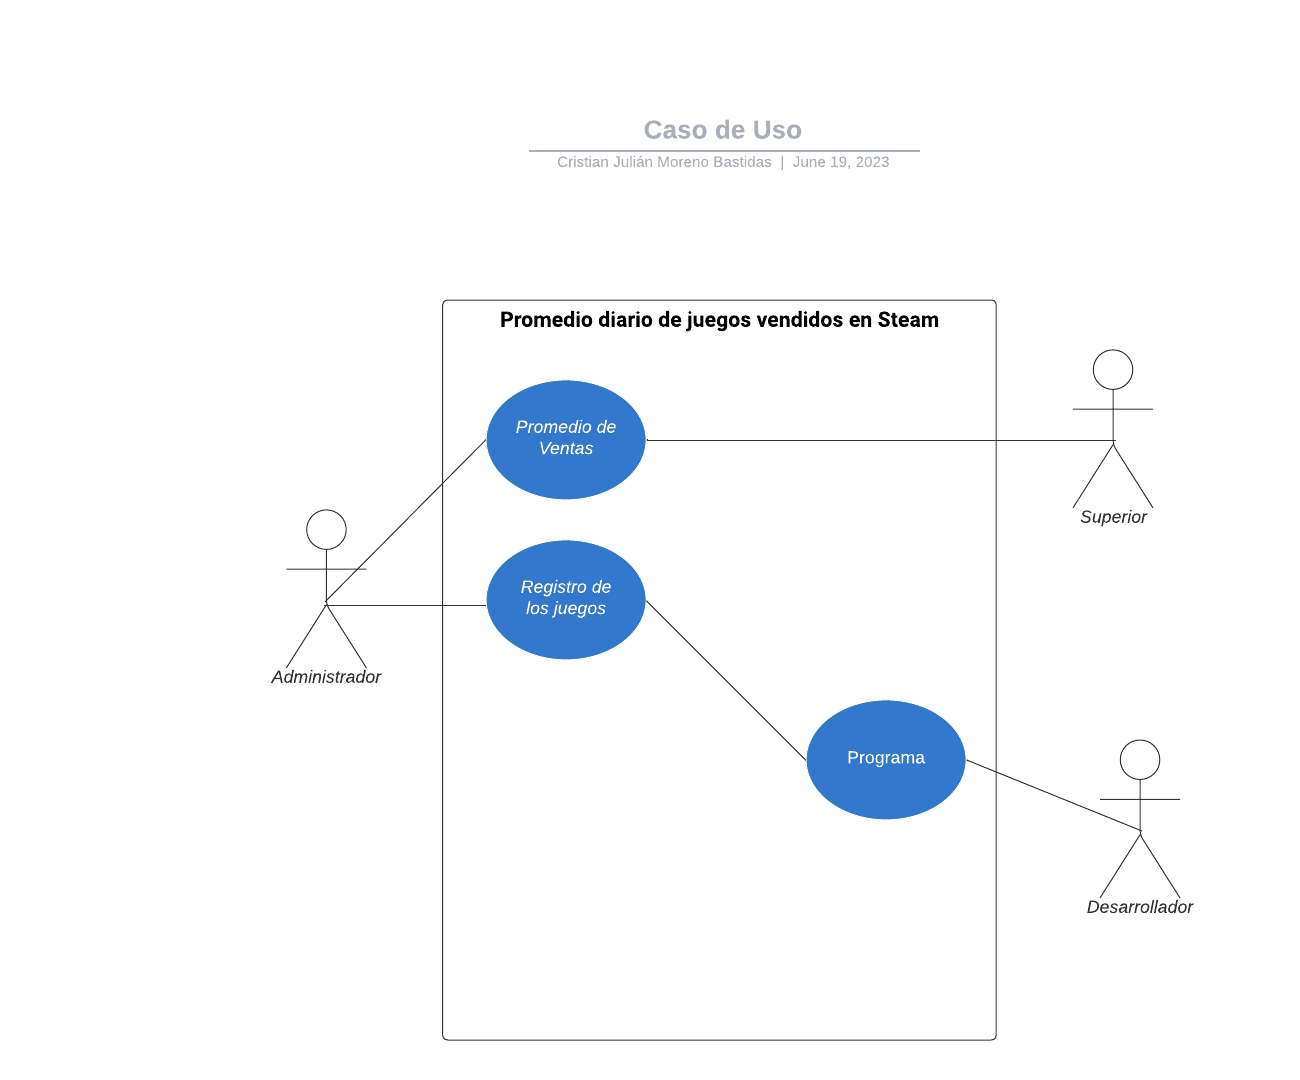 Caso de Uso
Cristian Julián Moreno Bastidas | June 19, 2023
Promedio diario de juegos vendidos en Steam
Promedio de
Ventas
Superior
Registro de
los juegos
Administrador
Programa
Desarrollador